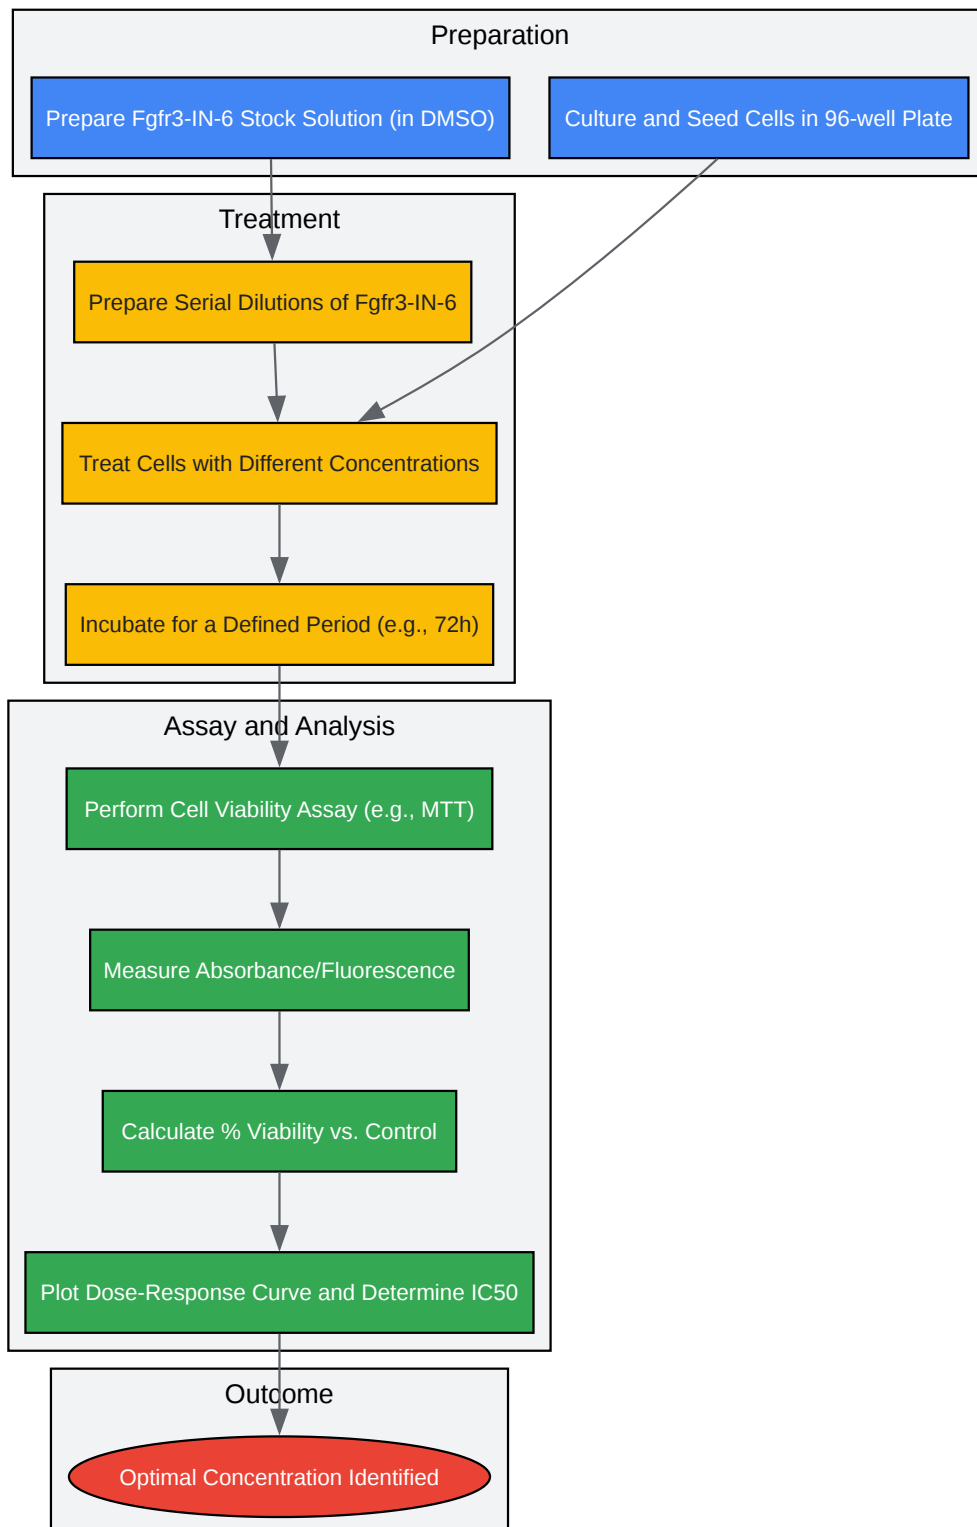 Preparation
Prepare Fgfr3-IN-6 Stock Solution (in DMSO)
Culture and Seed Cells in 96-well Plate
Treatment
Prepare Serial Dilutions of Fgfr3-IN-6
Treat Cells with Different Concentrations
Incubate for a Defined Period (e.g., 72h)
Assay and Analysis
Perform Cell Viability Assay (e.g., MTT)
Measure Absorbance/Fluorescence
Calculate % Viability vs. Control
Plot Dose-Response Curve and Determine IC50
Outcome
Optimal Concentration Identified